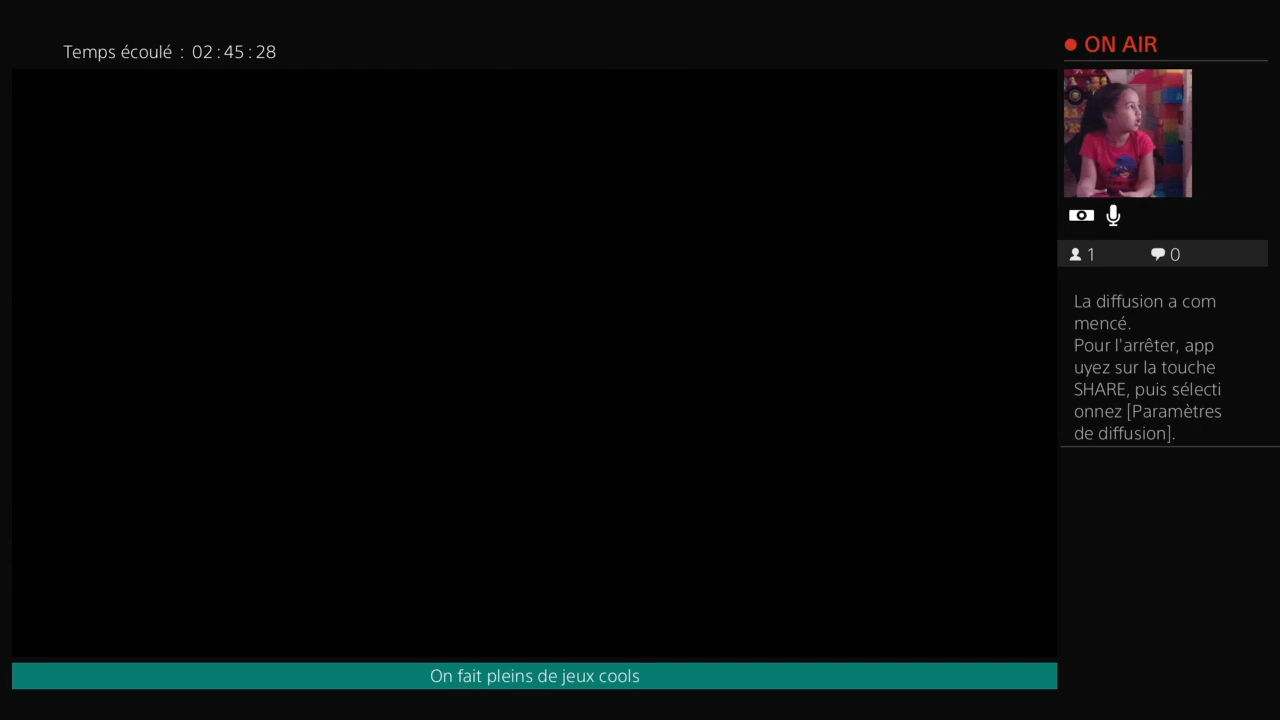 Temps écoulé : 02:45:28
ON AIR
1 0
La diffusion a com
mencé.
Pour l'arrêter, app
uyez sur la touche
SHARE, puis sélecti
onnez [Paramètres
de diffusion].
On fait pleins de jeux cools